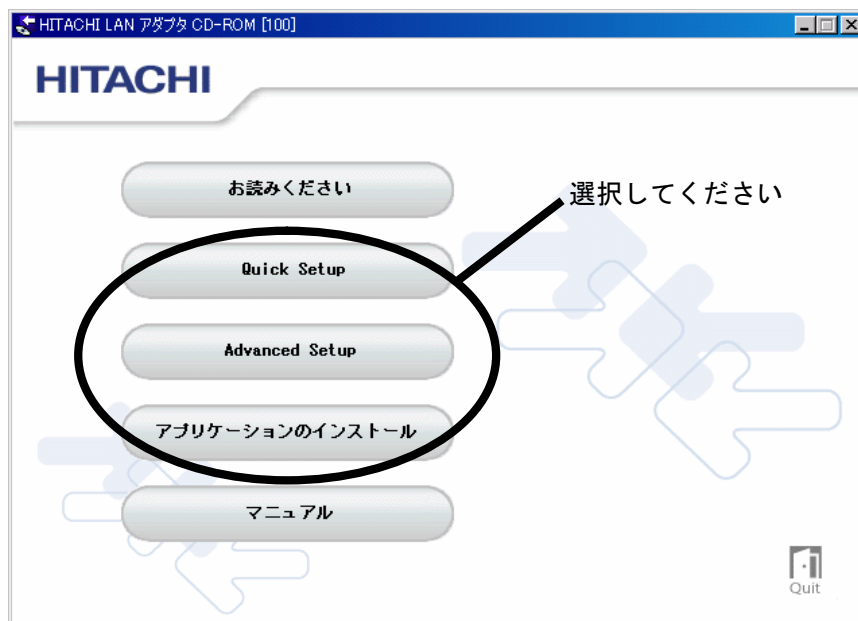 HITACHI LAN アダプタ CD-ROM [100]
HITACHI
お読みください
選択してください
Quick Setup
Advanced Setup
アプリケーションのインストール
マニュアル
Quit